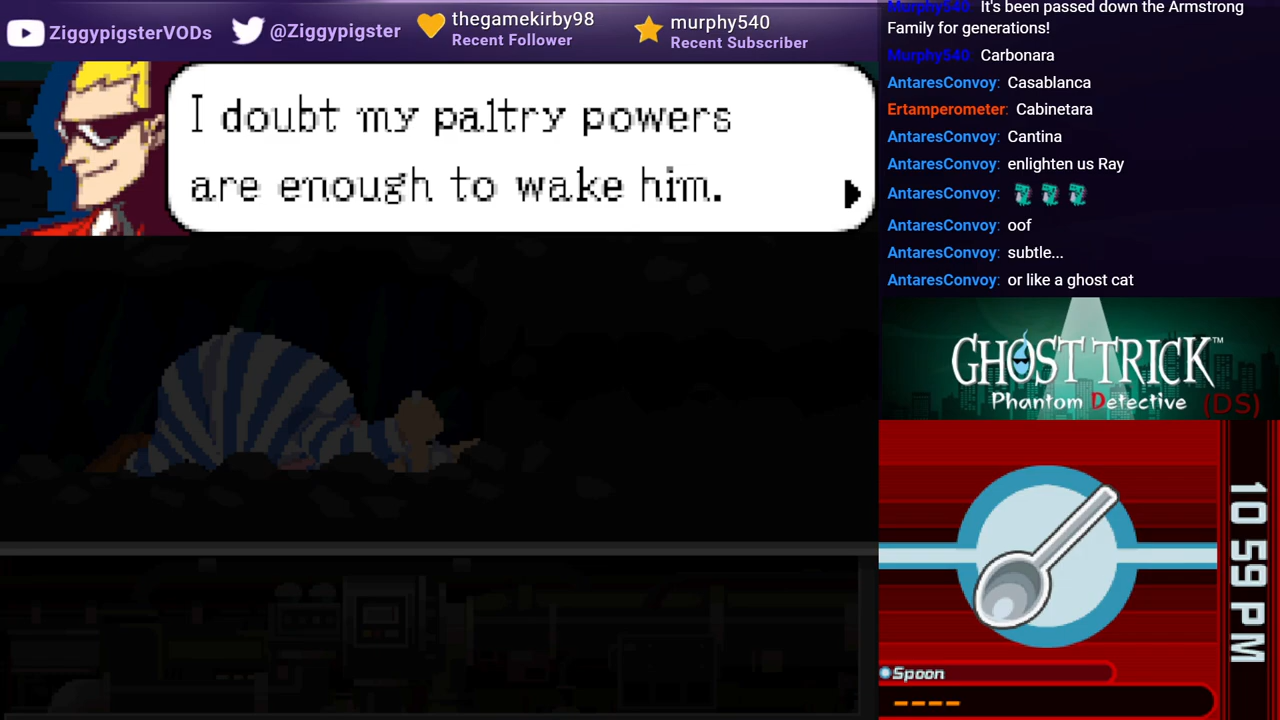 ZiggypigsterVODs
@Ziggypigster
thegamekirby98
Recent Follower
murphy540
Recent Subscriber
I doubt my paltry powers
are enough to wake him.
Murphy540: It's been passed down the Armstrong
Family for generations!
Murphy540: Carbonara
AntaresConvoy: Casablanca
Ertamperometer: Cabinetara
AntaresConvoy: Cantina
AntaresConvoy: enlighten us Ray
AntaresConvoy:
AntaresConvoy: oof
AntaresConvoy: subtle...
AntaresConvoy: or like a ghost cat
GHOST TRICK™
Phantom Detective (DS)
10 59 PM
Spoon
----